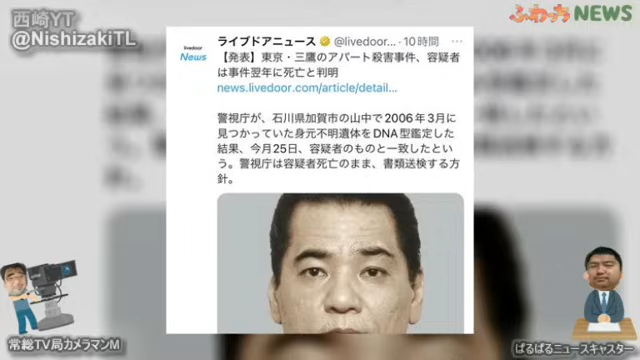 西崎YT
@NishizakiTL
ふわっちNEWS
livedoor
News
ライブドアニュース @livedoor... · 10時間 ···
【発表】東京・三鷹のアパート殺害事件、容疑者
は事件翌年に死亡と判明
news.livedoor.com/article/detail...
警視庁が、石川県加賀市の山中で2006年3月に
見つかっていた身元不明遺体をDNA型鑑定した
結果、今月25日、容疑者のものと一致したとい
う。警視庁は容疑者死亡のまま、書類送検する方
針。
常総TV局カメラマンM
ぱるぱるニュースキャスター